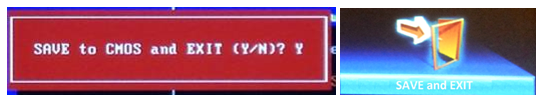 SAVE to CMOS and EXIT (Y/N)? Y
SAVE and EXIT